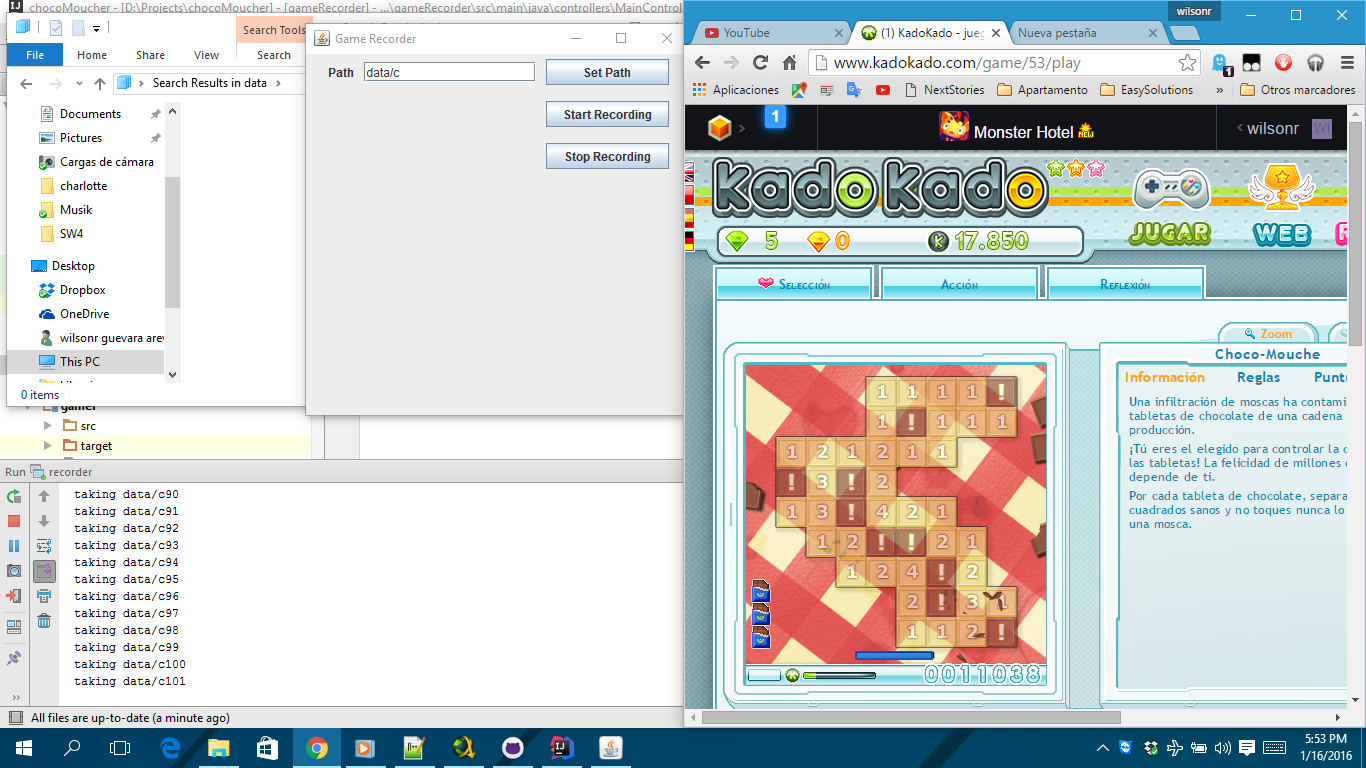 chocoMoucher - [D:\Projects\chocoMoucher] - [gameRecorder] - ...\gameRecorder\src\main\java\controllers\MainControl
Search Tools
File Home Share View Search
Search Results in data
Documents
Pictures
Cargas de cámara
charlotte
Musik
SW4
Desktop
Dropbox
OneDrive
wilsonr guevara arev
This PC
0 items
gamer
src
target
Game Recorder
Path data/c Set Path
Start Recording
Stop Recording
Run recorder
taking data/c90
taking data/c91
taking data/c92
taking data/c93
taking data/c94
taking data/c95
taking data/c96
taking data/c97
taking data/c98
taking data/c99
taking data/c100
taking data/c101
All files are up-to-date (a minute ago)
wilsonr
YouTube (1) KadoKado - jueg Nueva pestaña
www.kadokado.com/game/53/play
1
Aplicaciones NextStories Apartamento EasySolutions » Otros marcadores
1 Monster Hotel NEW wilsonr WI
KadoKado
5 0 K 17.850
JUGAR WEB
Selección Acción Reflexión
Zoom
Choco-Mouche
Información Reglas Puntu
Una infiltración de moscas ha contami
tabletas de chocolate de una cadena
producción.
¡Tú eres el elegido para controlar la c
las tabletas! La felicidad de millones
depende de ti.
Por cada tableta de chocolate, separa
cuadrados sanos y no toques nunca lo
una mosca.
1 1 1 1 !
1 ! 1 1 1
1 2 1 2 1 1
! 3 ! 2
1 3 ! 4 2 1
1 2 ! ! 2 1
1 2 4 ! 2
2 ! 3 1
1 1 2 !
0011038
5:53 PM
1/16/2016